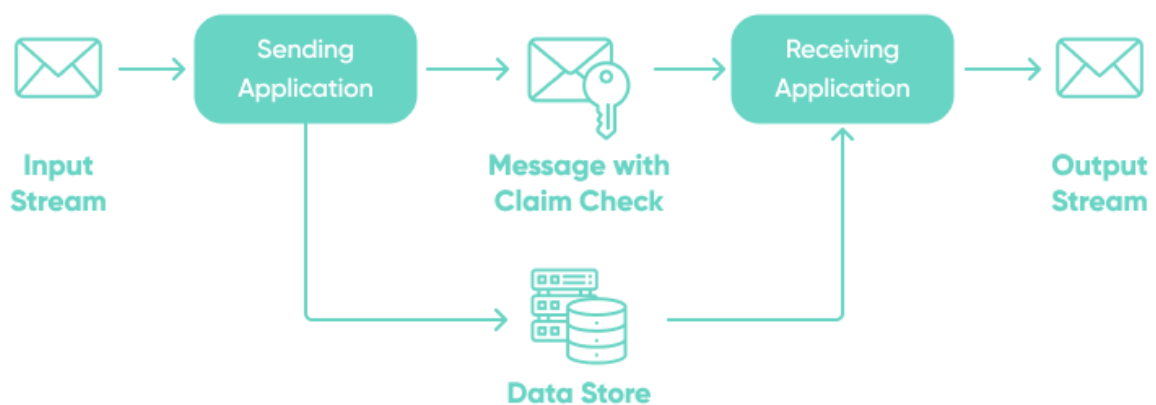 Sending
Application
Receiving
Application
Input
Stream
Message with
Claim Check
Output
Stream
Data Store